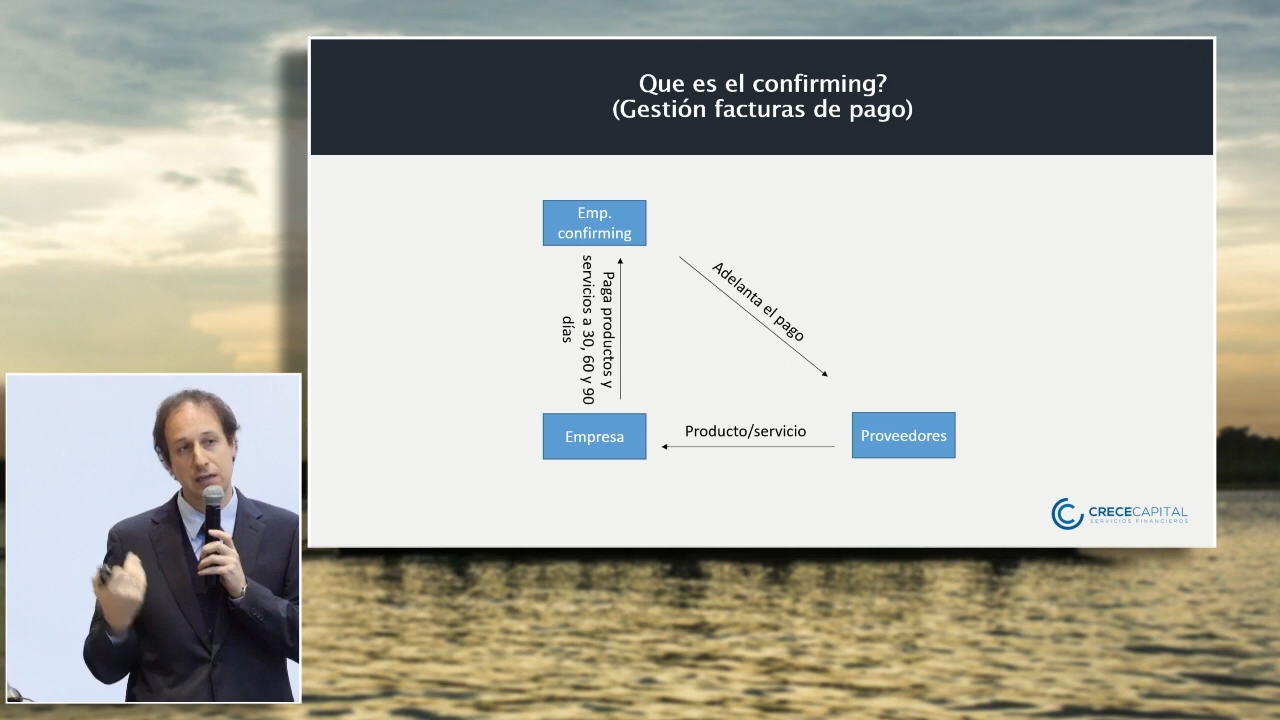 Que es el confirming?
(Gestión facturas de pago)
Emp.
confirming
Paga productos y
servicios a 30, 60 y 90
días
Adelanta el pago
Empresa
Producto/servicio
Proveedores
CRECECAPITAL
SERVICIOS FINANCIEROS